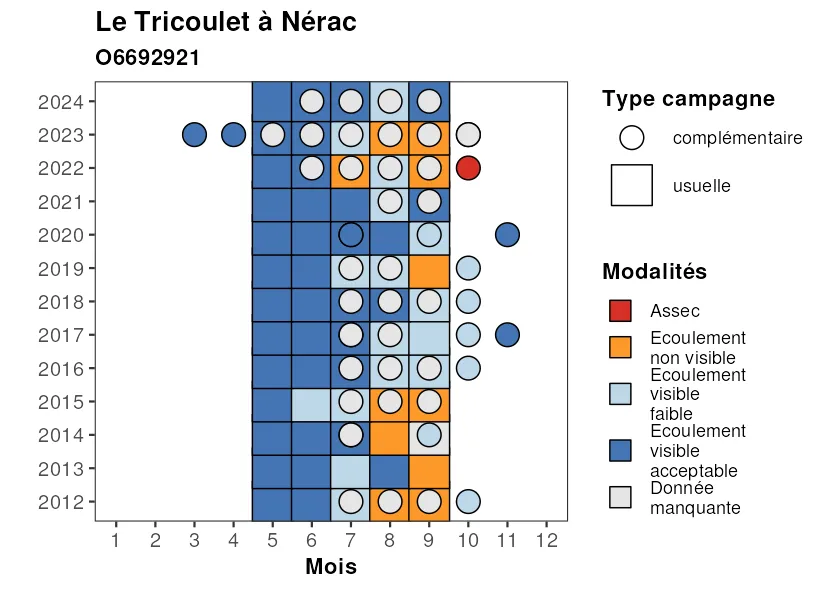 Le Tricoulet à Nérac
O6692921
2024
2023
2022
2021
2020
2019
2018
2017
2016
2015
2014
2013
2012
1 2 3 4 5 6 7 8 9 10 11 12
Mois
Type campagne
complémentaire
usuelle
Modalités
Assec
Ecoulement
non visible
Ecoulement
visible
faible
Ecoulement
visible
acceptable
Donnée
manquante